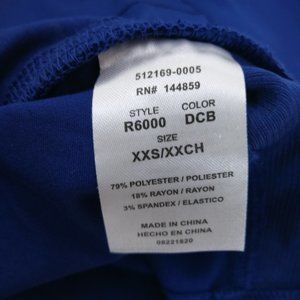 512169-0005
RN# 144859
STYLE COLOR
R6000 DCB
SIZE
XXS/XXCH
79% POLYESTER / POLIESTER
18% RAYON / RAYON
3% SPANDEX / ELASTICO
MADE IN CHINA
HECHO EN CHINA
08221820